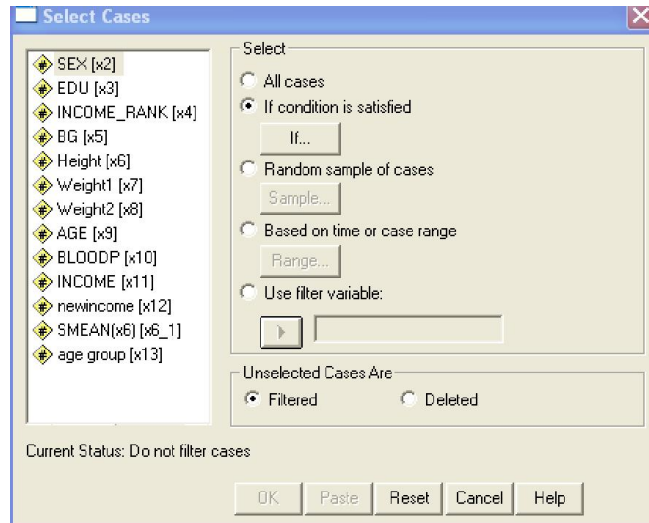 Select Cases
SEX [x2]
EDU [x3]
INCOME_RANK [x4]
BG [x5]
Height [x6]
Weight1 [x7]
Weight2 [x8]
AGE [x9]
BLOODP [x10]
INCOME [x11]
newincome [x12]
SMEAN(x6) [x6_1]
age group [x13]
Select
All cases
If condition is satisfied
If...
Random sample of cases
Sample...
Based on time or case range
Range...
Use filter variable:
Unselected Cases Are
Filtered
Deleted
Current Status: Do not filter cases
OK
Paste
Reset
Cancel
Help